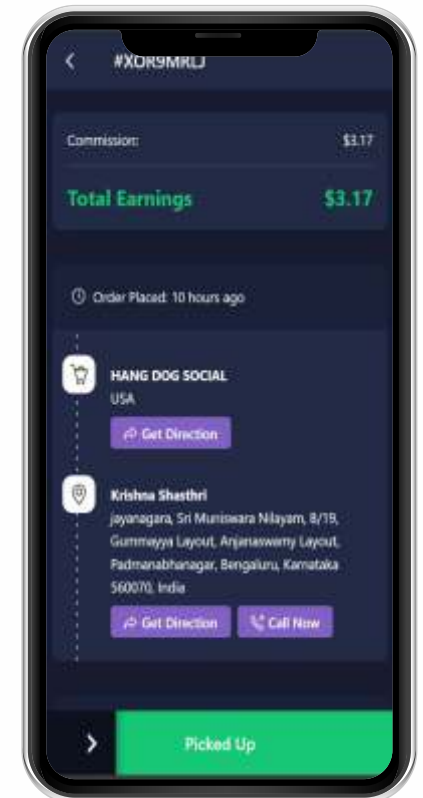 Commission: $3.17
Total Earnings $3.17
Order Placed: 10 hours ago
HANG DOG SOCIAL
USA
Get Direction
Krishna Shasthri
jayanagara, Sri Muniswara Nilayam, 8/19,
Gummayya Layout, Anjanaswamy Layout,
Padmanabhanagar, Bengaluru, Karnataka
560070, India
Get Direction Call Now
Picked Up